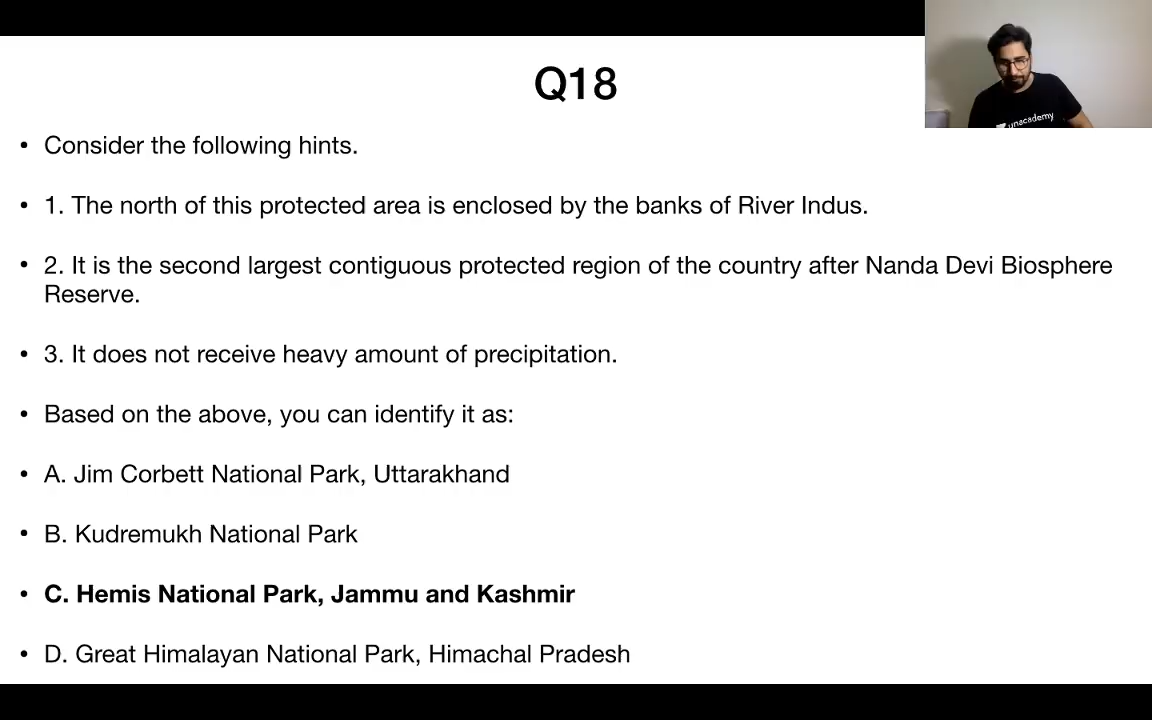 Q18
• Consider the following hints.
• 1. The north of this protected area is enclosed by the banks of River Indus.
• 2. It is the second largest contiguous protected region of the country after Nanda Devi Biosphere
Reserve.
• 3. It does not receive heavy amount of precipitation.
• Based on the above, you can identify it as:
• A. Jim Corbett National Park, Uttarakhand
• B. Kudremukh National Park
• C. Hemis National Park, Jammu and Kashmir
• D. Great Himalayan National Park, Himachal Pradesh
unacademy